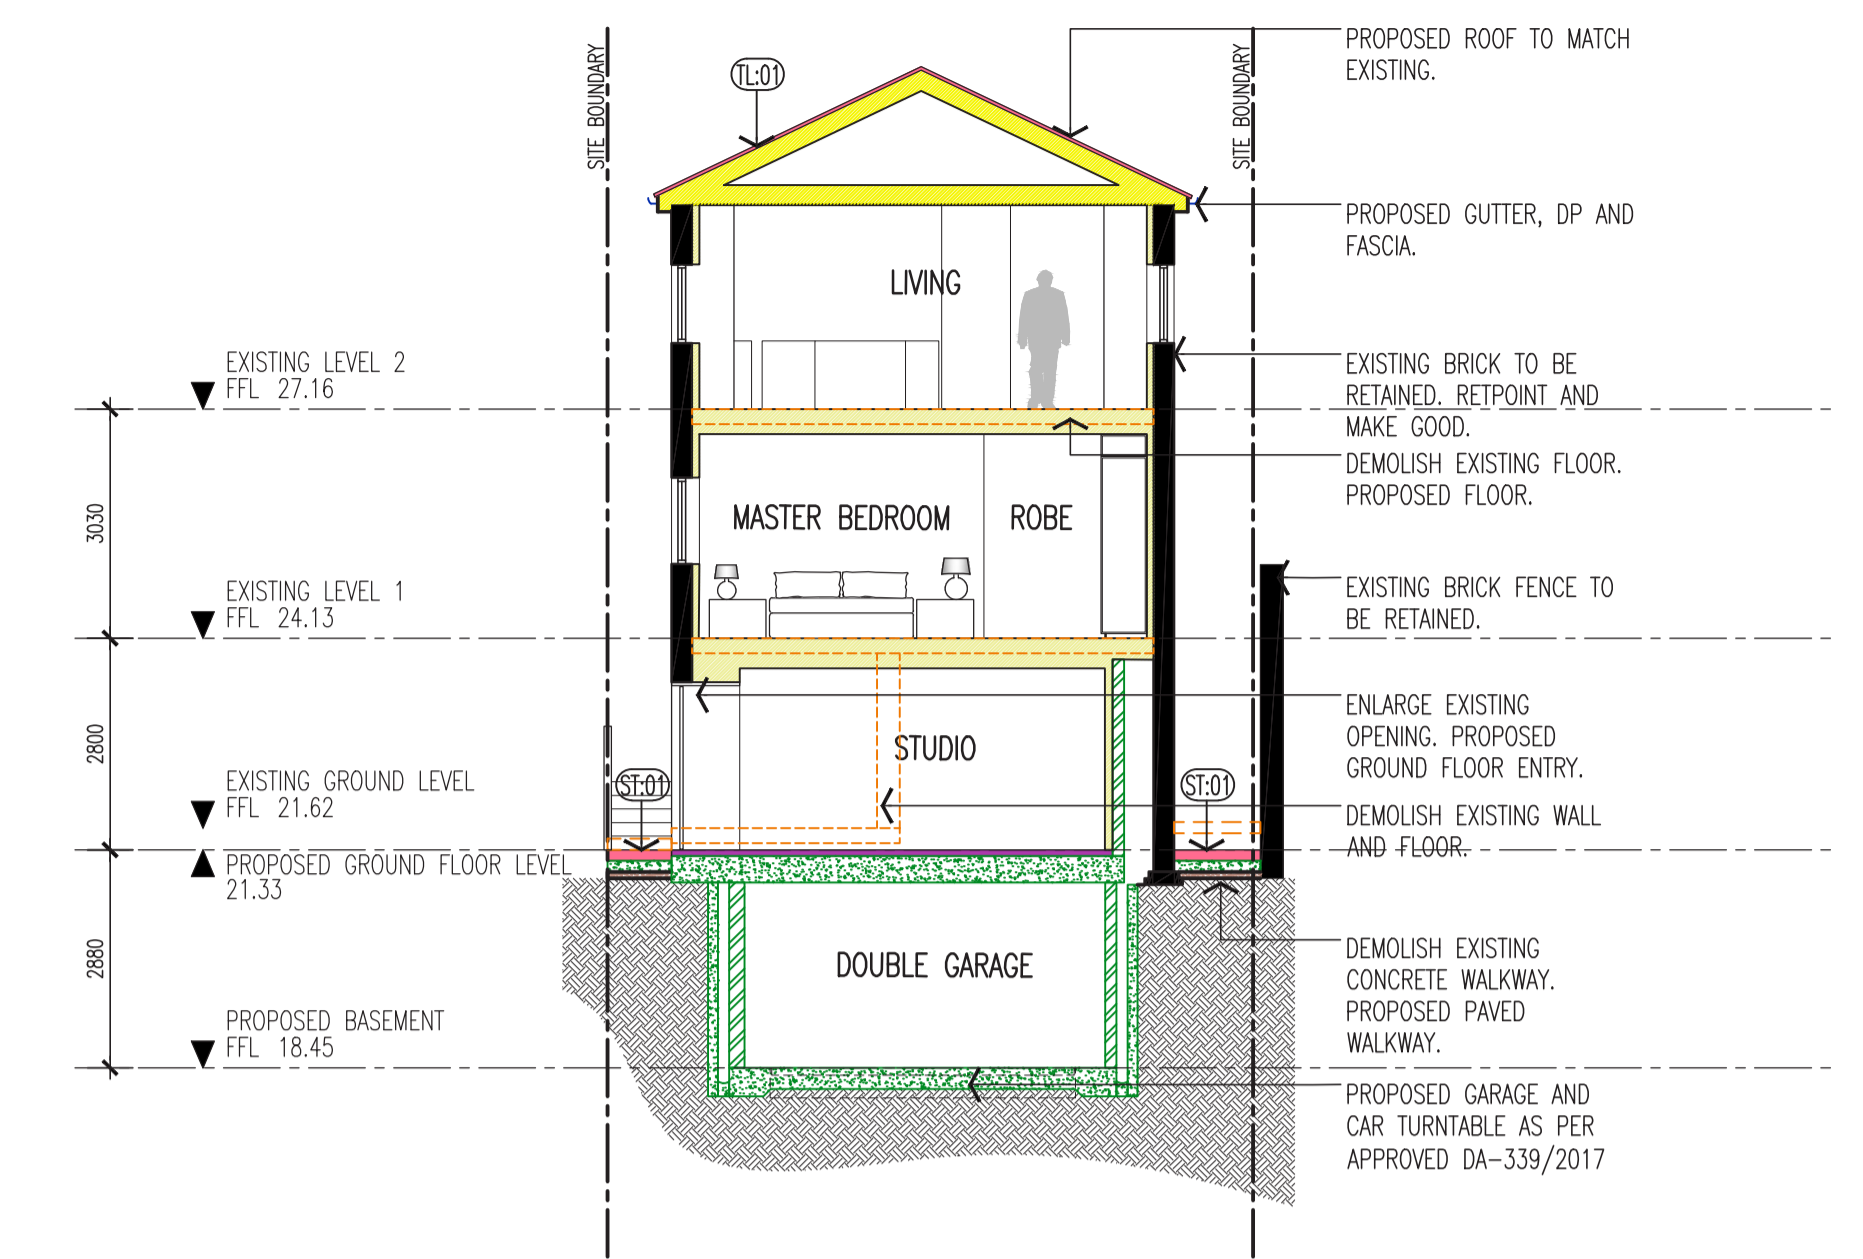 SITE BOUNDARY
SITE BOUNDARY
TL:01
PROPOSED ROOF TO MATCH
EXISTING.
PROPOSED GUTTER, DP AND
FASCIA.
LIVING
EXISTING LEVEL 2
FFL 27.16
EXISTING BRICK TO BE
RETAINED. RETPOINT AND
MAKE GOOD.
DEMOLISH EXISTING FLOOR.
PROPOSED FLOOR.
3030
MASTER BEDROOM
ROBE
EXISTING LEVEL 1
FFL 24.13
EXISTING BRICK FENCE TO
BE RETAINED.
2800
STUDIO
ENLARGE EXISTING
OPENING. PROPOSED
GROUND FLOOR ENTRY.
EXISTING GROUND LEVEL
FFL 21.62
ST:01
ST:01
DEMOLISH EXISTING WALL
AND FLOOR.
PROPOSED GROUND FLOOR LEVEL
21.33
2880
DOUBLE GARAGE
DEMOLISH EXISTING
CONCRETE WALKWAY.
PROPOSED PAVED
WALKWAY.
PROPOSED BASEMENT
FFL 18.45
PROPOSED GARAGE AND
CAR TURNTABLE AS PER
APPROVED DA-339/2017